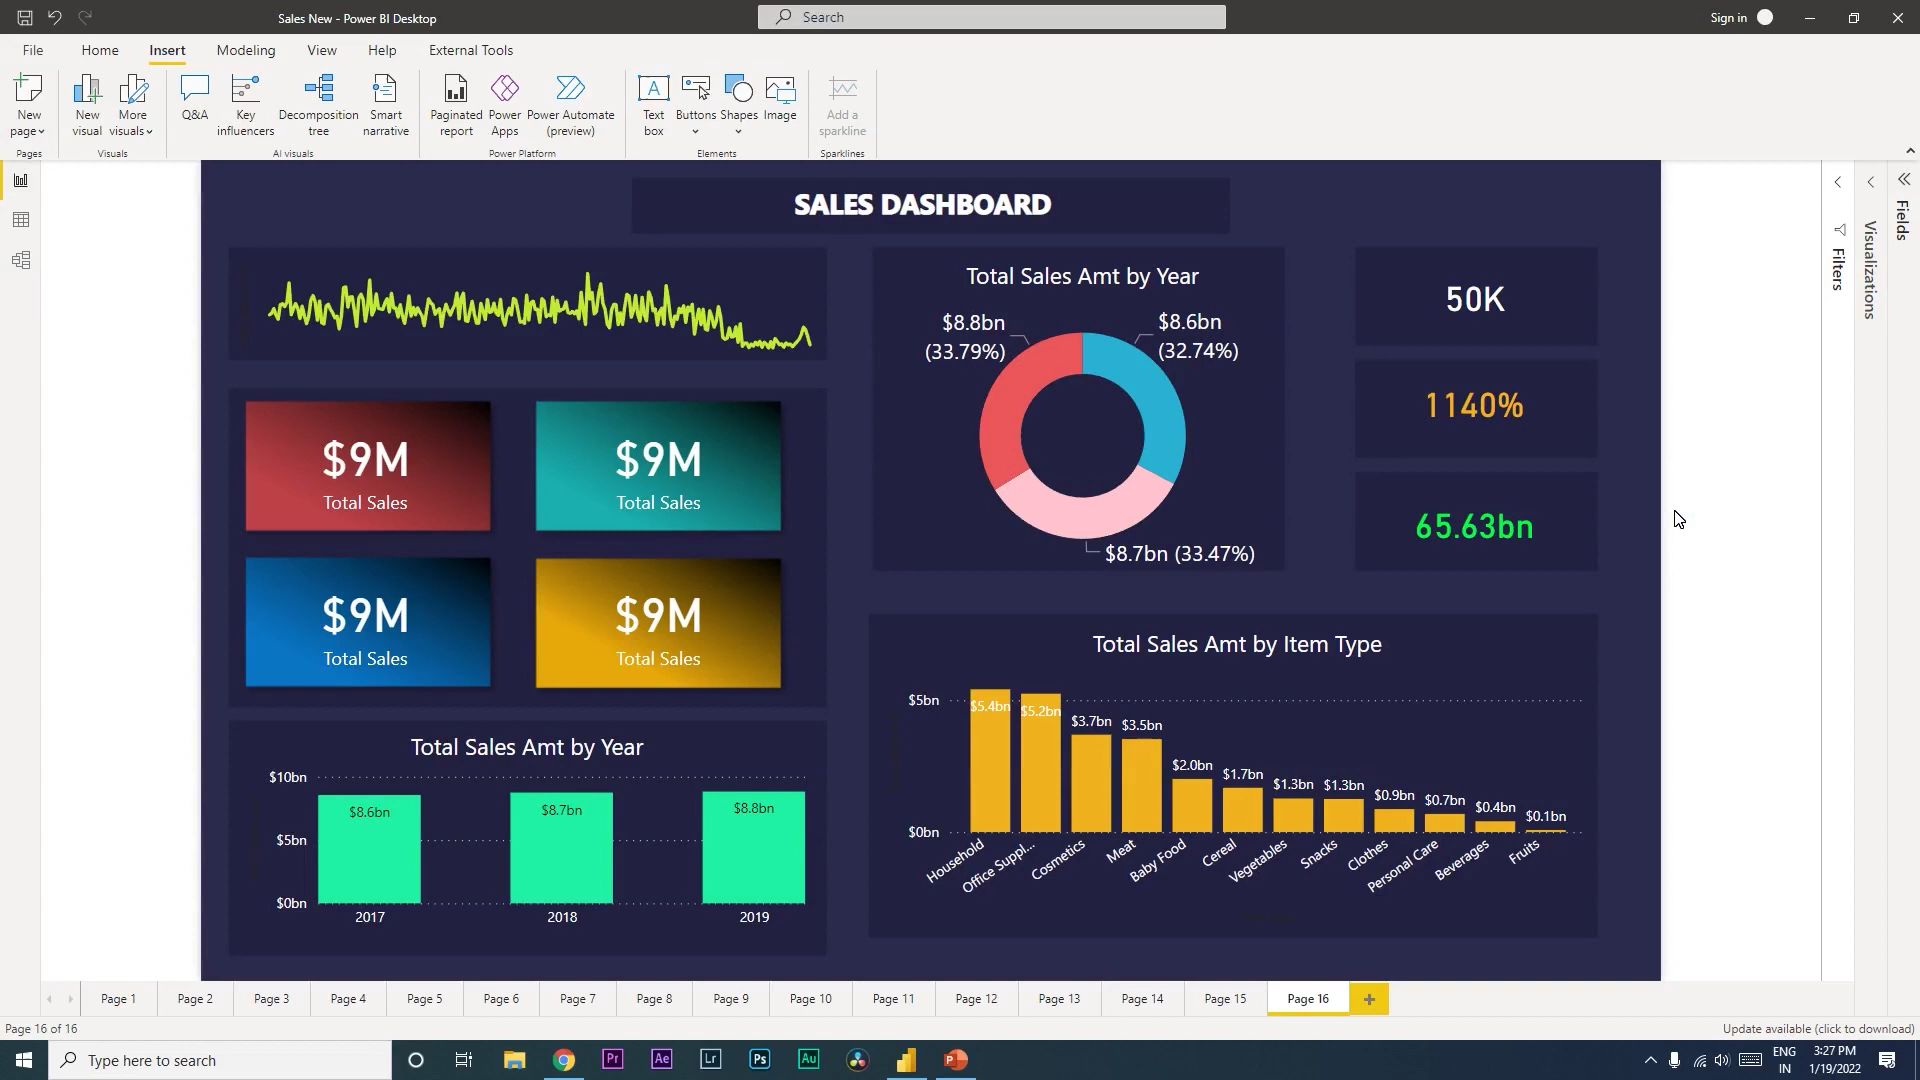 Sales New - Power BI Desktop
Search
Sign in
File
Home
Insert
Modeling
View
Help
External Tools
New
page
New
visual
More
visuals
Q&A
Key
influencers
Decomposition
tree
Smart
narrative
Paginated
report
Power
Apps
Power Automate
(preview)
Text
box
Buttons
Shapes
Image
Add a
sparkline
Pages
Visuals
AI visuals
Power Platform
Elements
Sparklines
SALES DASHBOARD
Total Sales Amt by Year
$8.8bn
(33.79%)
$8.6bn
(32.74%)
$8.7bn (33.47%)
50K
1140%
65.63bn
$9M
Total Sales
$9M
Total Sales
$9M
Total Sales
$9M
Total Sales
Total Sales Amt by Year
$10bn
$5bn
$0bn
$8.6bn
$8.7bn
$8.8bn
2017
2018
2019
Total Sales Amt by Item Type
$5bn
$0bn
$5.4bn
$5.2bn
$3.7bn
$3.5bn
$2.0bn
$1.7bn
$1.3bn
$1.3bn
$0.9bn
$0.7bn
$0.4bn
$0.1bn
Household
Office Suppl...
Cosmetics
Meat
Baby Food
Cereal
Vegetables
Snacks
Clothes
Personal Care
Beverages
Fruits
Filters
Visualizations
Fields
Page 1
Page 2
Page 3
Page 4
Page 5
Page 6
Page 7
Page 8
Page 9
Page 10
Page 11
Page 12
Page 13
Page 14
Page 15
Page 16
Page 16 of 16
Update available (click to download)
Type here to search
Pr
Ae
Lr
Ps
Au
P
ENG
IN
3:27 PM
1/19/2022